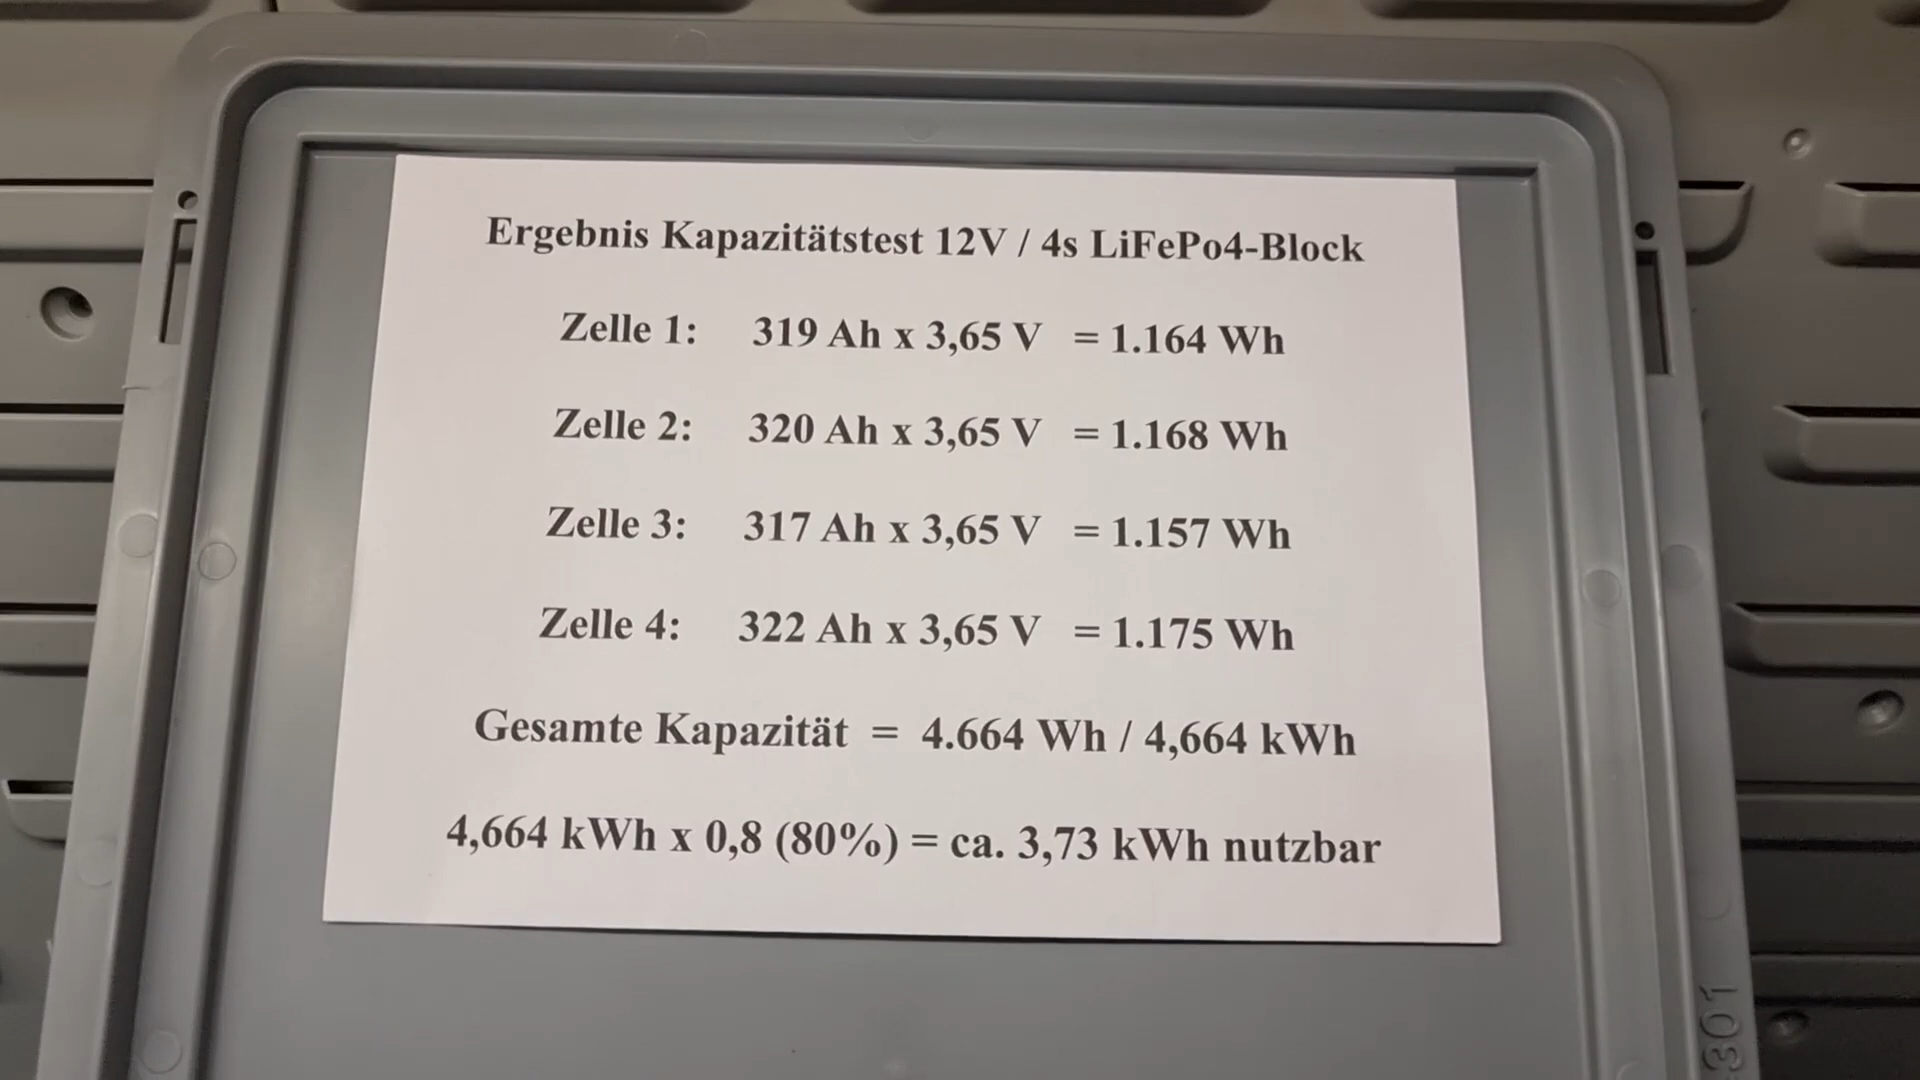 Ergebnis Kapazitätstest 12V / 4s LiFePo4-Block
Zelle 1: 319 Ah x 3,65 V = 1.164 Wh
Zelle 2: 320 Ah x 3,65 V = 1.168 Wh
Zelle 3: 317 Ah x 3,65 V = 1.157 Wh
Zelle 4: 322 Ah x 3,65 V = 1.175 Wh
Gesamte Kapazität = 4.664 Wh / 4,664 kWh
4,664 kWh x 0,8 (80%) = ca. 3,73 kWh nutzbar
301